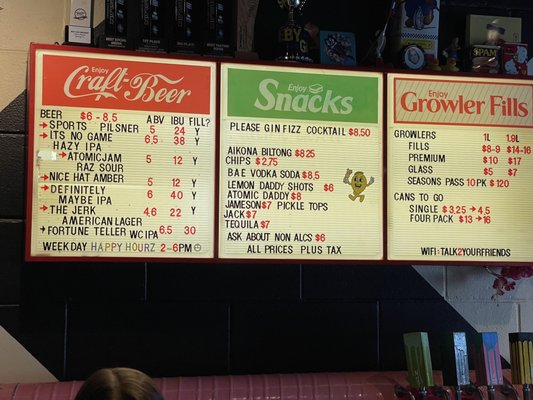 Enjoy
Craft-Beer
BEER $6 - 8.5 ABV IBU FILL?
→SPORTS PILSNER 5 24 Y
→ITS NO GAME 6.5 38 Y
HAZY IPA
→ATOMICJAM 5 12 Y
RAZ SOUR
→NICE HAT AMBER 5 12 Y
→DEFINITELY 6 40 Y
MAYBE IPA
→THE JERK 4.6 22 Y
AMERICAN LAGER
→FORTUNE TELLER WCIPA 6.5 30
WEEKDAY HAPPY HOURZ 2-6PM
Enjoy
Snacks
PLEASE GIN FIZZ COCKTAIL $8.50
AIKONA BILTONG $8.25
CHIPS $2.75
BAE VODKA SODA $8.5
LEMON DADDY SHOTS $6
ATOMIC DADDY $8
JAMESON $7 PICKLE TOPS
JACK $7
TEQUILA $7
ASK ABOUT NON ALCS $6
ALL PRICES PLUS TAX
Enjoy
Growler Fills
GROWLERS 1L 1.9L
FILLS $8-9 $14-16
PREMIUM $10 $17
GLASS $5 $7
SEASONS PASS 10PK $120
CANS TO GO
SINGLE $3.25 → 4.5
FOUR PACK $13 → 16
WIFI:TALK2YOURFRIENDS
SPAM